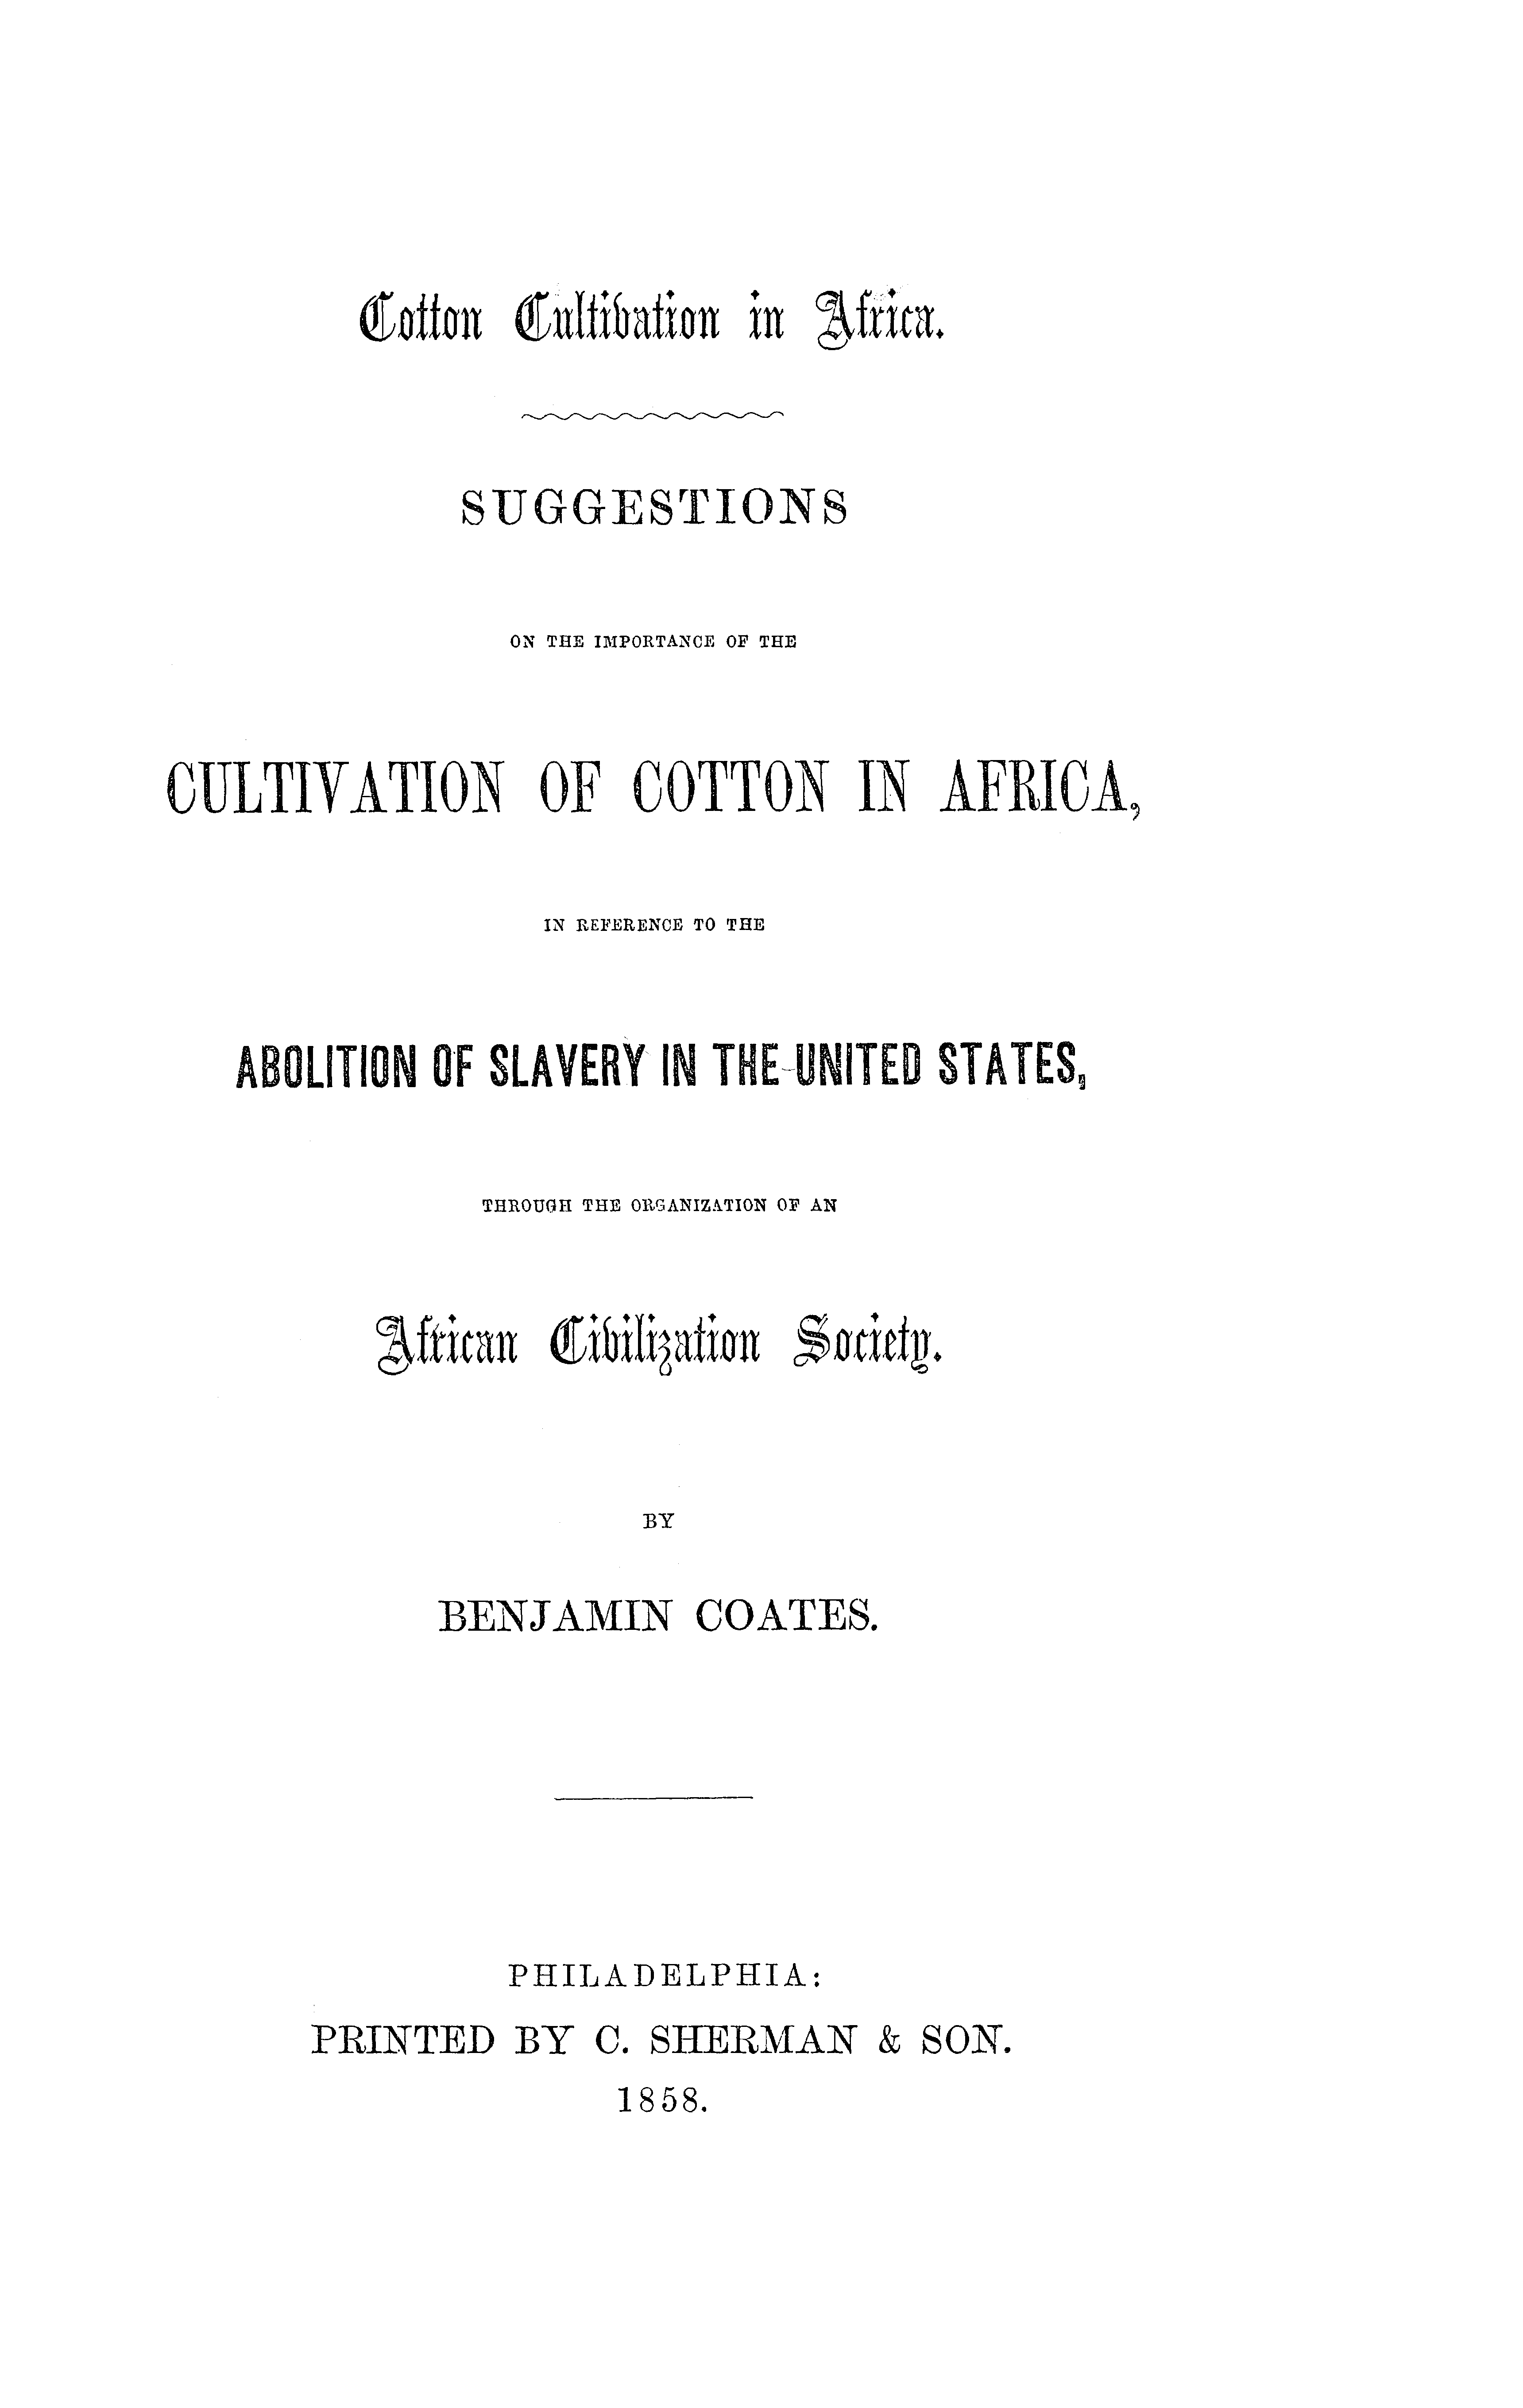 Cotton Cultivation in Africa.
SUGGESTIONS
ON THE IMPORTANCE OF THE
CULTIVATION OF COTTON IN AFRICA,
IN REFERENCE TO THE
ABOLITION OF SLAVERY IN THE UNITED STATES,
THROUGH THE ORGANIZATION OF AN
African Civilization Society.
BY
BENJAMIN COATES.
PHILADELPHIA:
PRINTED BY C. SHERMAN & SON.
1858.